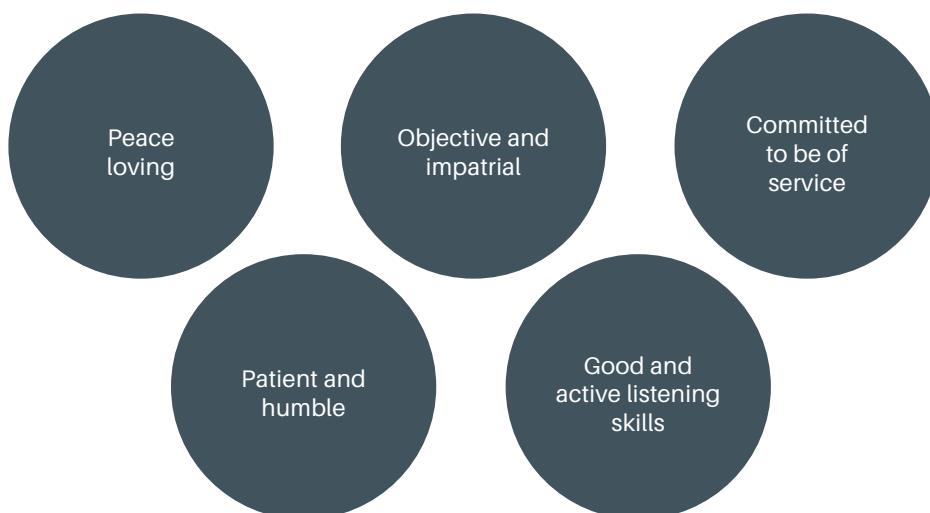 Peace
loving
Objective and
impatrial
Committed
to be of
service
Patient and
humble
Good and
active listening
skills